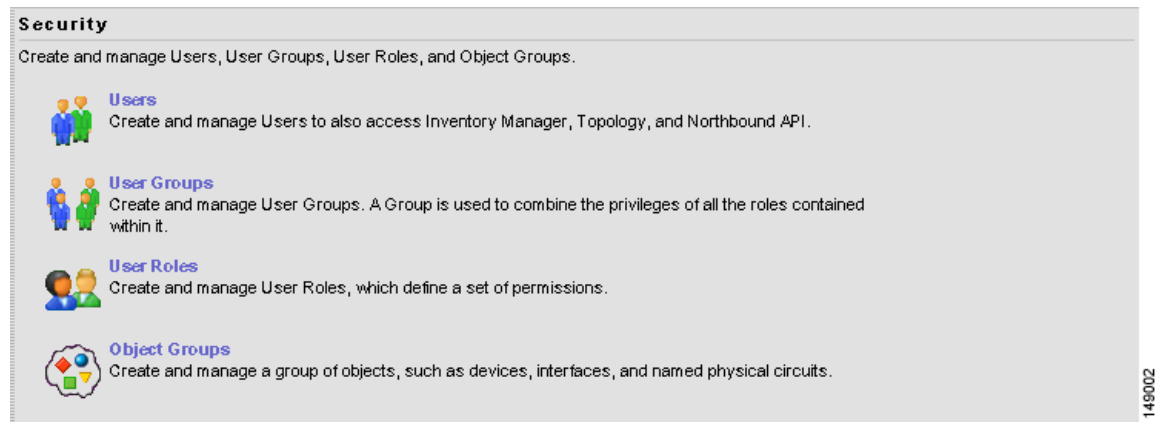 Security
Create and manage Users, User Groups, User Roles, and Object Groups.
Users
Create and manage Users to also access Inventory Manager, Topology, and Northbound API.
User Groups
Create and manage User Groups. A Group is used to combine the privileges of all the roles contained
within it.
User Roles
Create and manage User Roles, which define a set of permissions.
Object Groups
Create and manage a group of objects, such as devices, interfaces, and named physical circuits.
149002